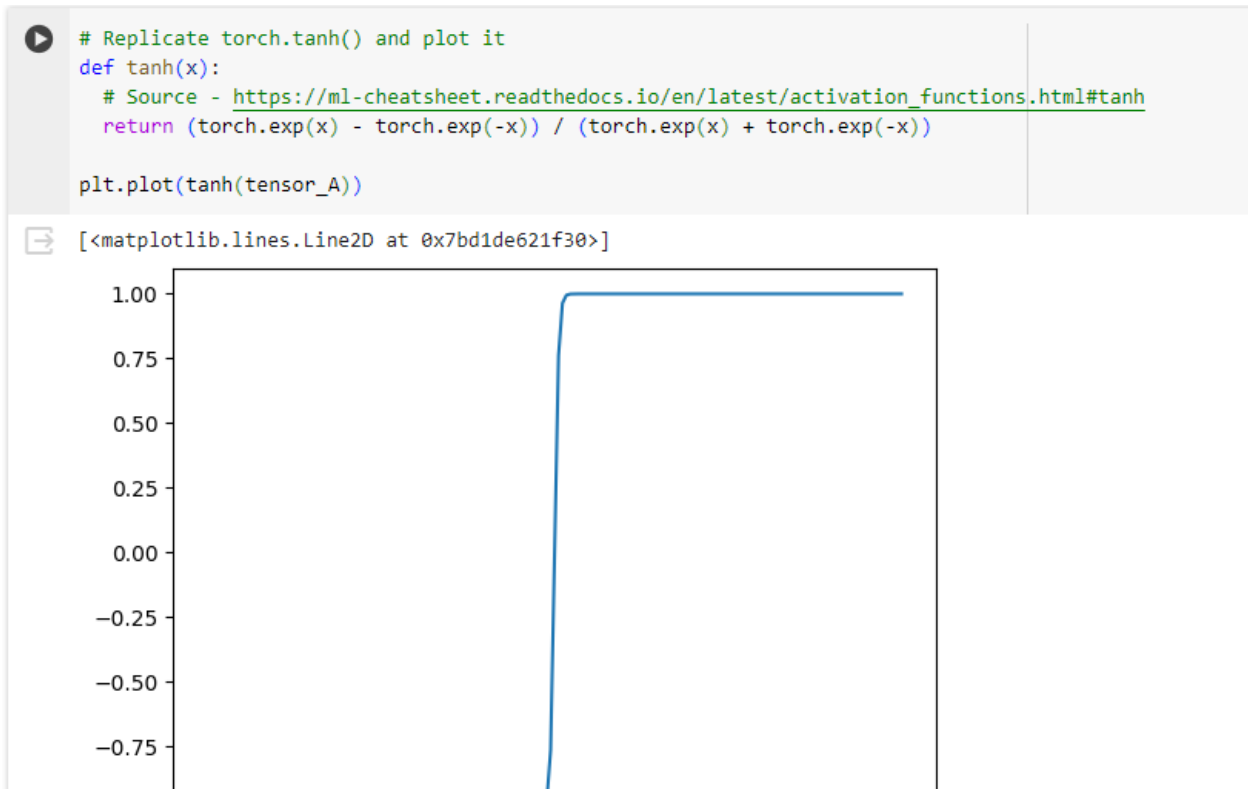 # Replicate torch.tanh() and plot it
def tanh(x):
  # Source - https://ml-cheatsheet.readthedocs.io/en/latest/activation_functions.html#tanh
  return (torch.exp(x) - torch.exp(-x)) / (torch.exp(x) + torch.exp(-x))
plt.plot(tanh(tensor_A))
[<matplotlib.lines.Line2D at 0x7bd1de621f30>]
1.00
0.75
0.50
0.25
0.00
−0.25
−0.50
−0.75